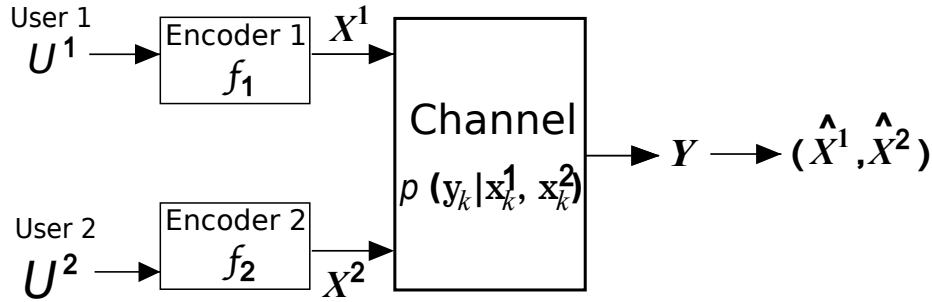 User 1
U¹
Encoder 1
f₁
X¹
Channel
p (yₖ|xₖ¹, xₖ²)
Y
(X̂¹,X̂²)
User 2
U²
Encoder 2
f₂
X²